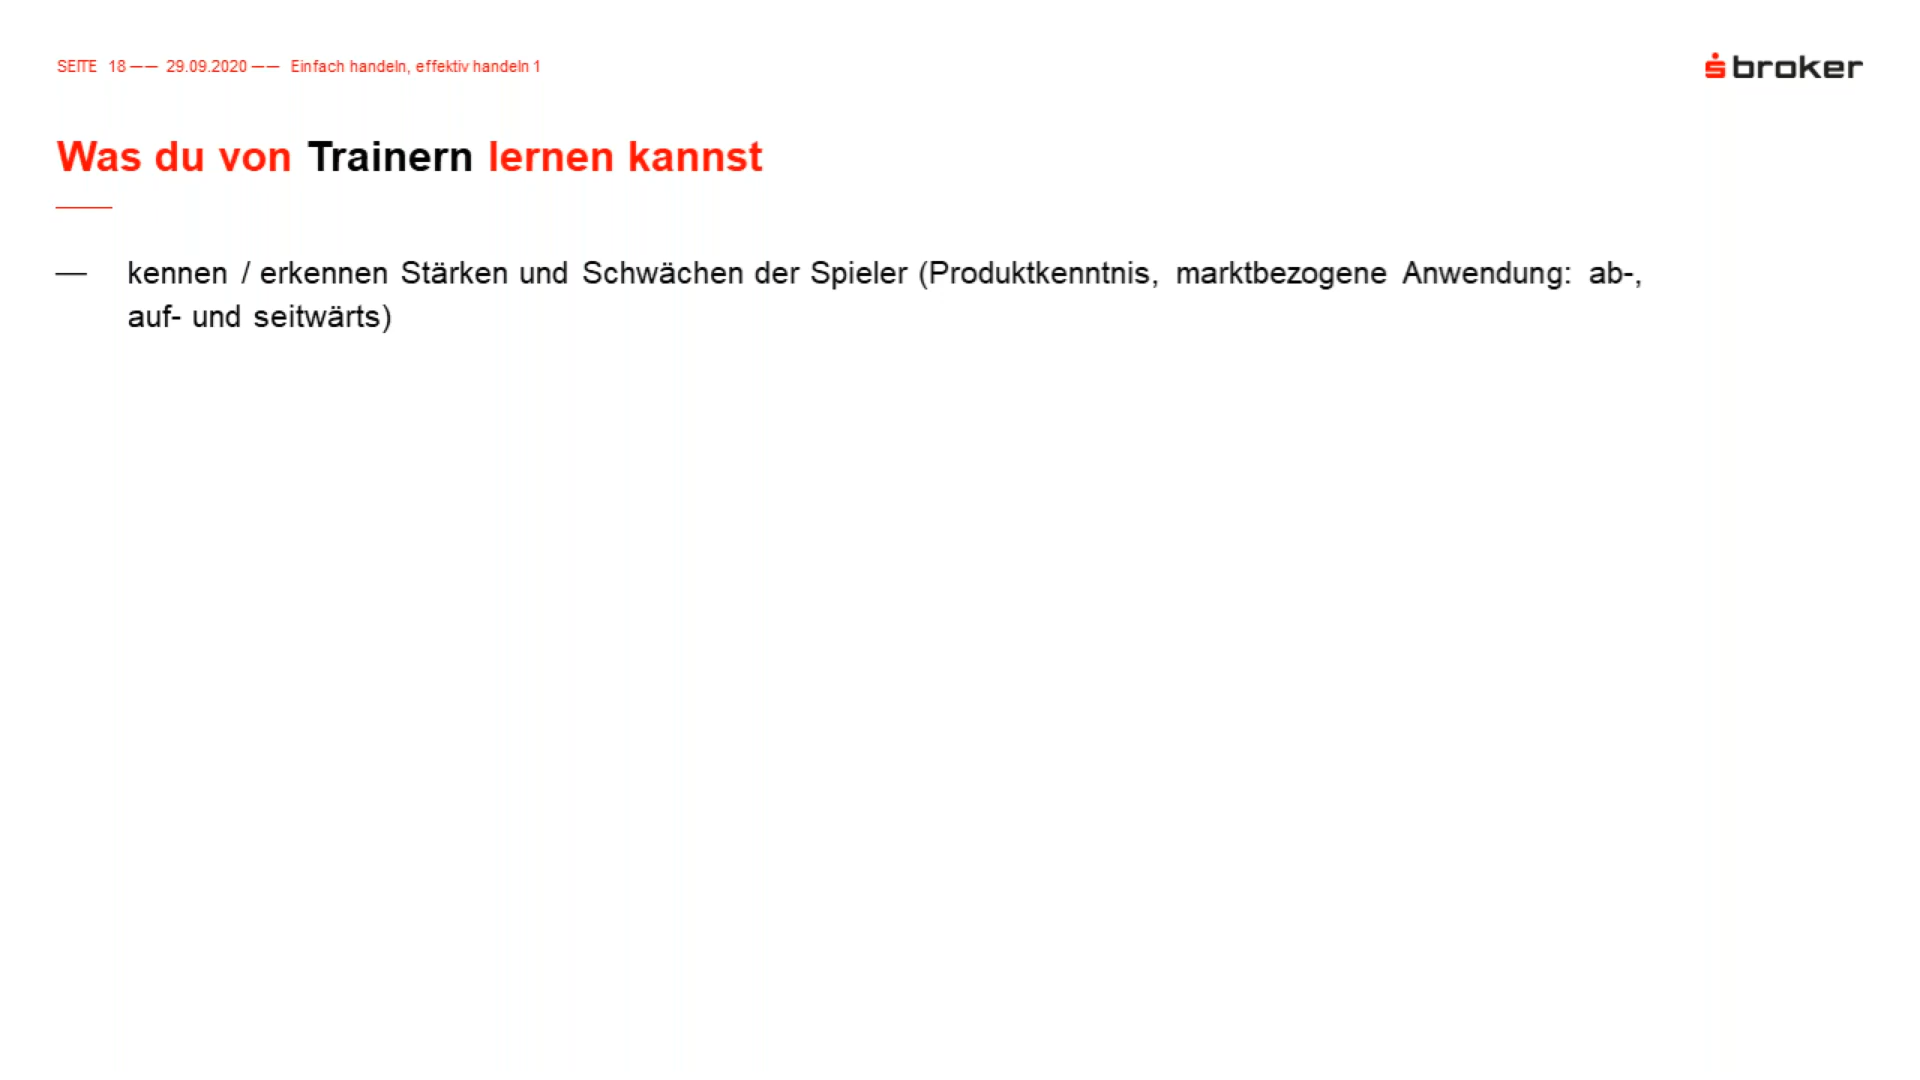 SEITE 18 —— 29.09.2020 —— Einfach handeln, effektiv handeln 1
broker
Was du von Trainern lernen kannst
— kennen / erkennen Stärken und Schwächen der Spieler (Produktkenntnis, marktbezogene Anwendung: ab-,
auf- und seitwärts)